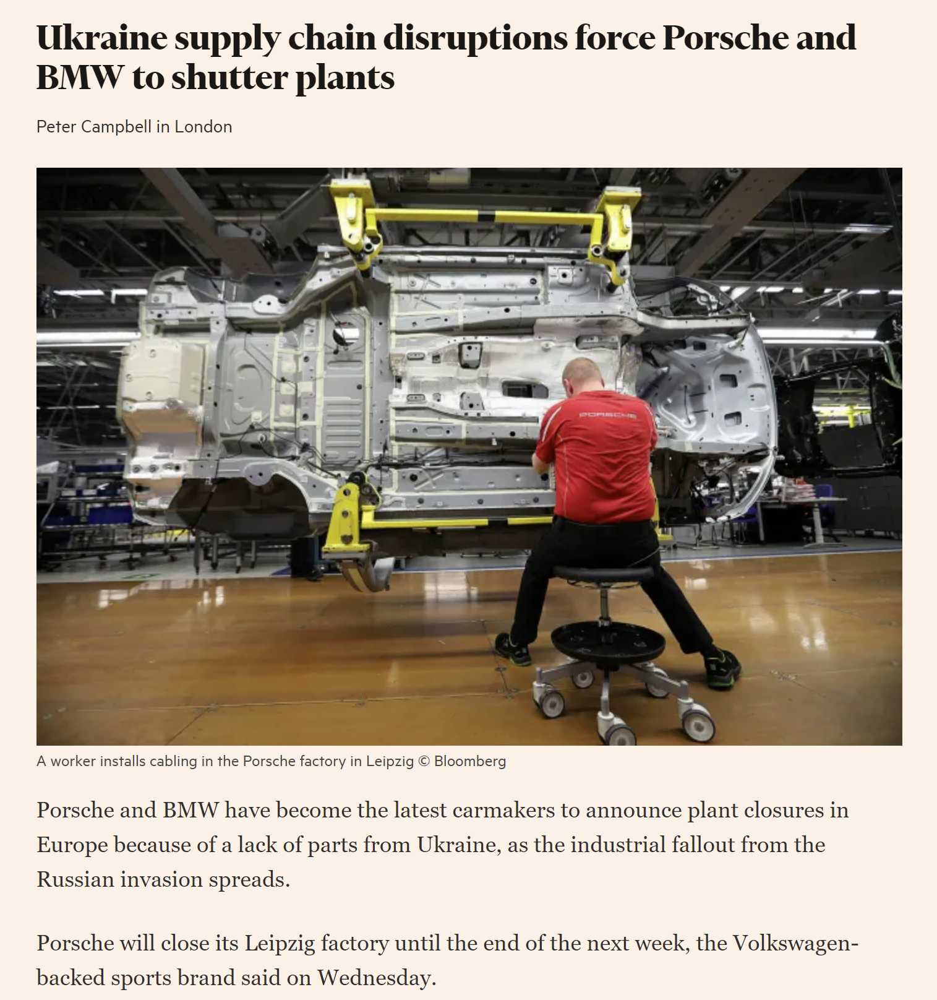 Ukraine supply chain disruptions force Porsche and
BMW to shutter plants
Peter Campbell in London
PORSCHE
A worker installs cabling in the Porsche factory in Leipzig © Bloomberg
Porsche and BMW have become the latest carmakers to announce plant closures in
Europe because of a lack of parts from Ukraine, as the industrial fallout from the
Russian invasion spreads.
Porsche will close its Leipzig factory until the end of the next week, the Volkswagen-
backed sports brand said on Wednesday.